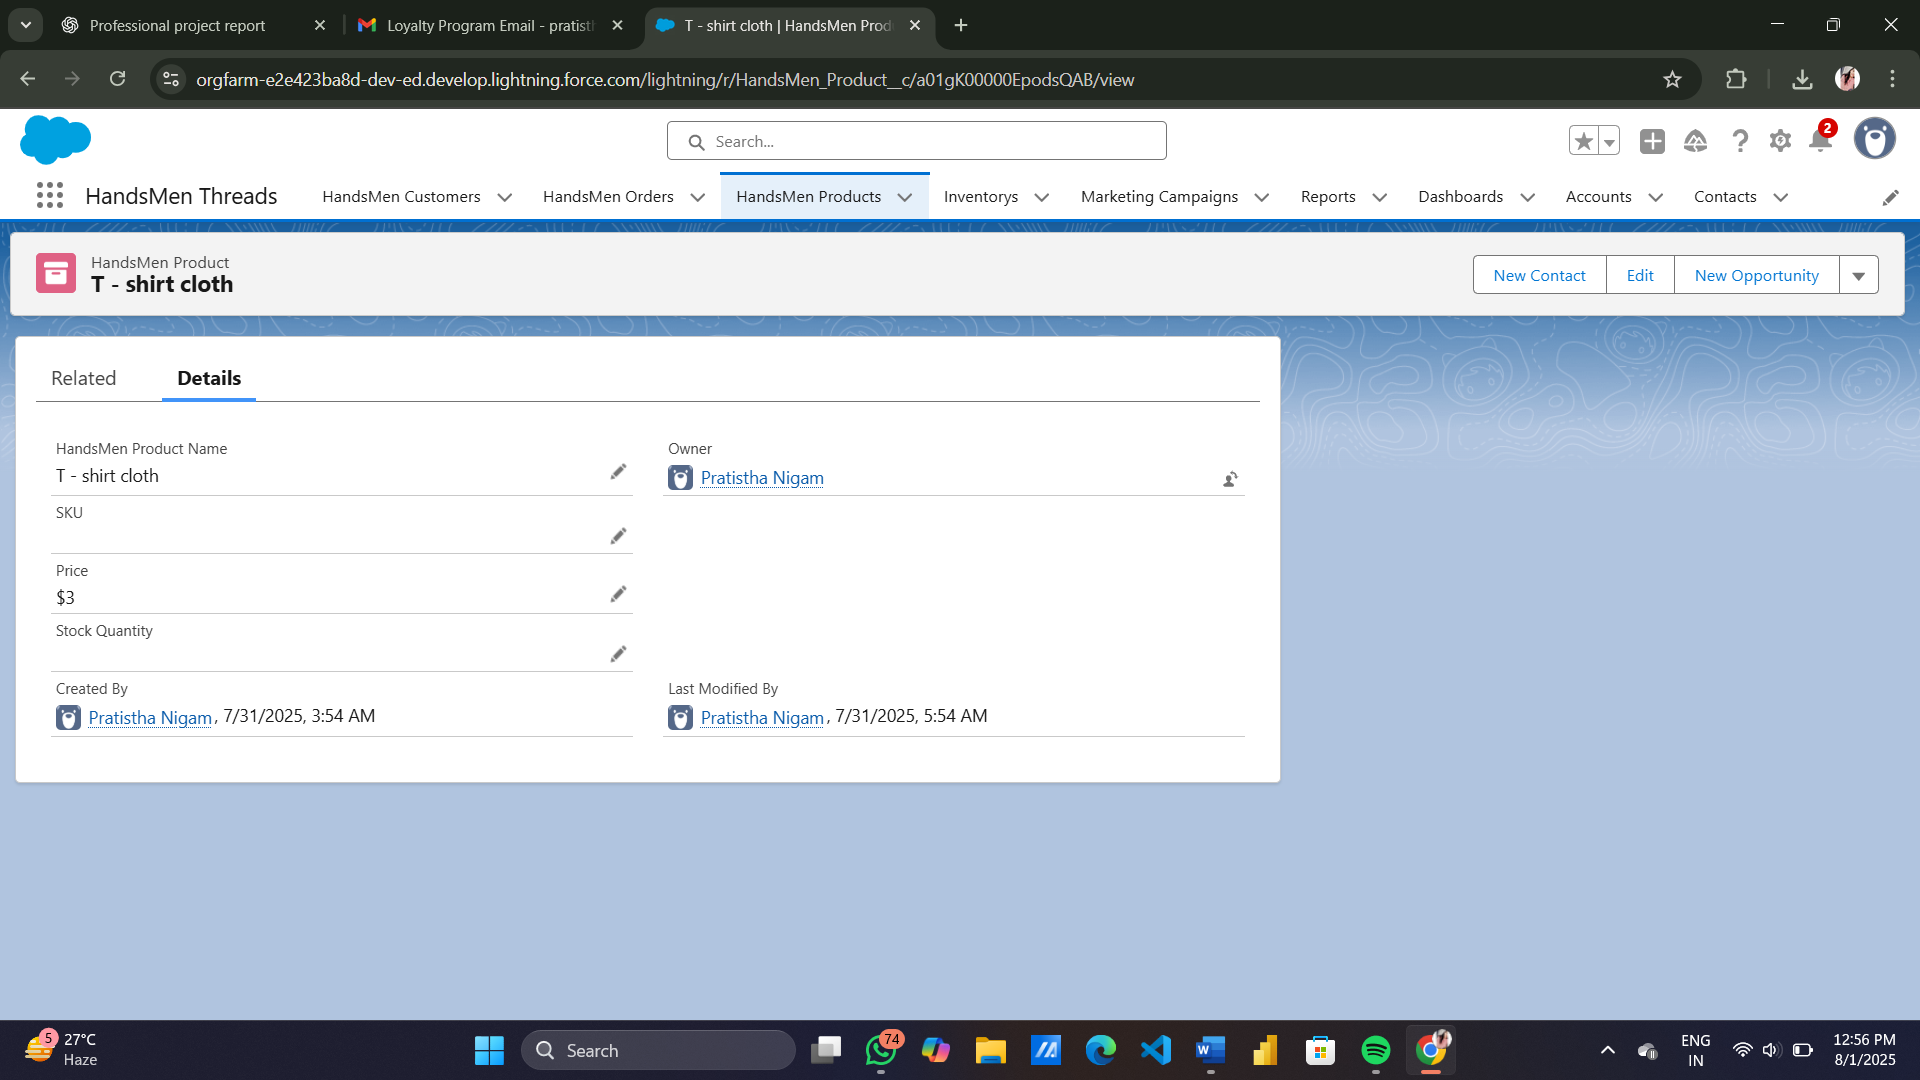 Professional project report
Loyalty Program Email - pratisth
T - shirt cloth | HandsMen Prod
orgfarm-e2e423ba8d-dev-ed.develop.lightning.force.com/lightning/r/HandsMen_Product__c/a01gK00000EpodsQAB/view
Search...
2
HandsMen Threads
HandsMen Customers
HandsMen Orders
HandsMen Products
Inventorys
Marketing Campaigns
Reports
Dashboards
Accounts
Contacts
HandsMen Product
T - shirt cloth
New Contact
Edit
New Opportunity
Related
Details
HandsMen Product Name
T - shirt cloth
Owner
Pratistha Nigam
SKU
Price
$3
Stock Quantity
Created By
Pratistha Nigam, 7/31/2025, 3:54 AM
Last Modified By
Pratistha Nigam, 7/31/2025, 5:54 AM
5
27°C
Haze
Search
74
ENG
IN
12:56 PM
8/1/2025